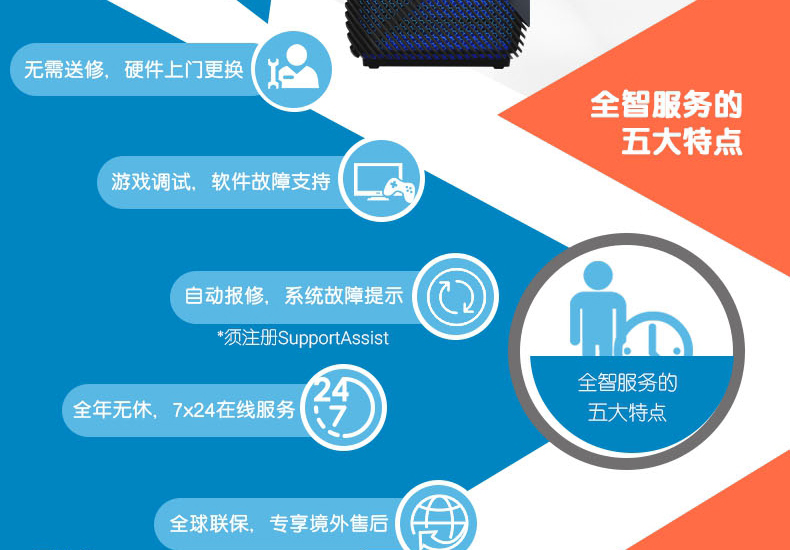 无需送修，硬件上门更换
全智服务的
五大特点
游戏调试，软件故障支持
自动报修，系统故障提示
*须注册SupportAssist
全智服务的
五大特点
全年无休，7x24在线服务
24
7
全球联保，专享境外售后